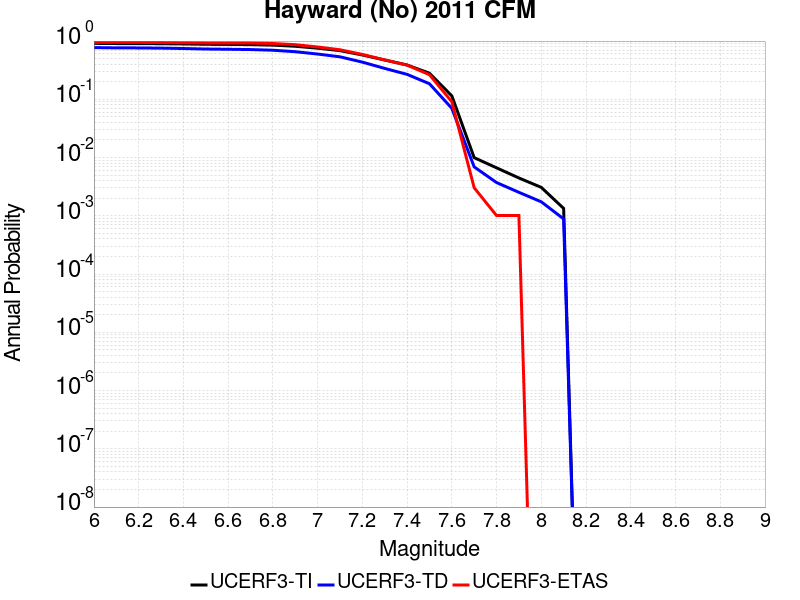 Hayward (No) 2011 CFM
Annual Probability
10^0
10^-1
10^-2
10^-3
10^-4
10^-5
10^-6
10^-7
10^-8
6 6.2 6.4 6.6 6.8 7 7.2 7.4 7.6 7.8 8 8.2 8.4 8.6 8.8 9
Magnitude
UCERF3-TI UCERF3-TD UCERF3-ETAS